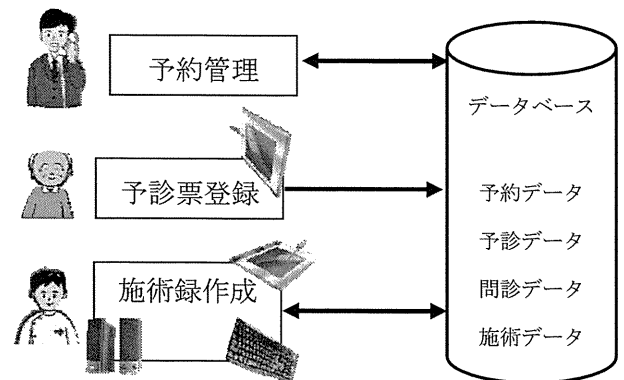 予約管理
予診票登録
施術録作成
データベース
予約データ
予診データ
問診データ
施術データ